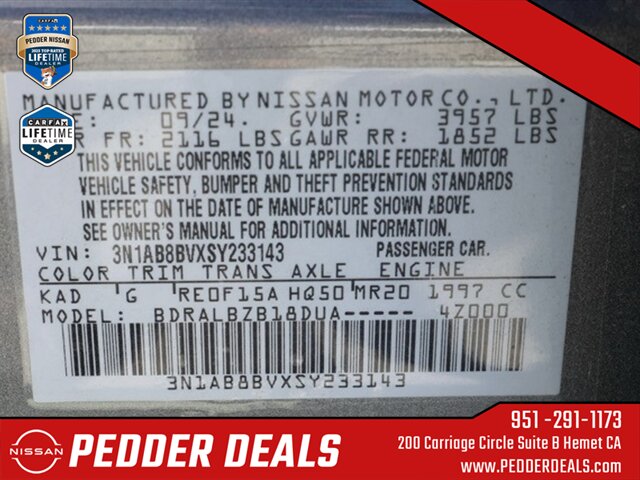 CARFAX
PEDDER NISSAN
2023 TOP-RATED
LIFETIME
DEALER
MANUFACTURED BY NISSAN MOTOR CO., LTD.
E: 09/24. GVWR: 3957 LBS
FR: 2116 LBS GAWR RR: 1852 LBS
CARFAX
LIFETIME
DEALER
THIS VEHICLE CONFORMS TO ALL APPLICABLE FEDERAL MOTOR
VEHICLE SAFETY, BUMPER AND THEFT PREVENTION STANDARDS
IN EFFECT ON THE DATE OF MANUFACTURE SHOWN ABOVE.
SEE OWNER'S MANUAL FOR ADDITIONAL INFORMATION.
VIN: 3N1AB8BVXSY233143 PASSENGER CAR.
COLOR TRIM TRANS AXLE ENGINE
KAD G RE0F15A HQ50 MR20 1997 CC
MODEL: BDRALBZB18DUA----- 4Z000
3N1AB8BVXSY233143
NISSAN
PEDDER DEALS
951 -291-1173
200 Carriage Circle Suite B Hemet CA
www.PEDDERDEALS.com